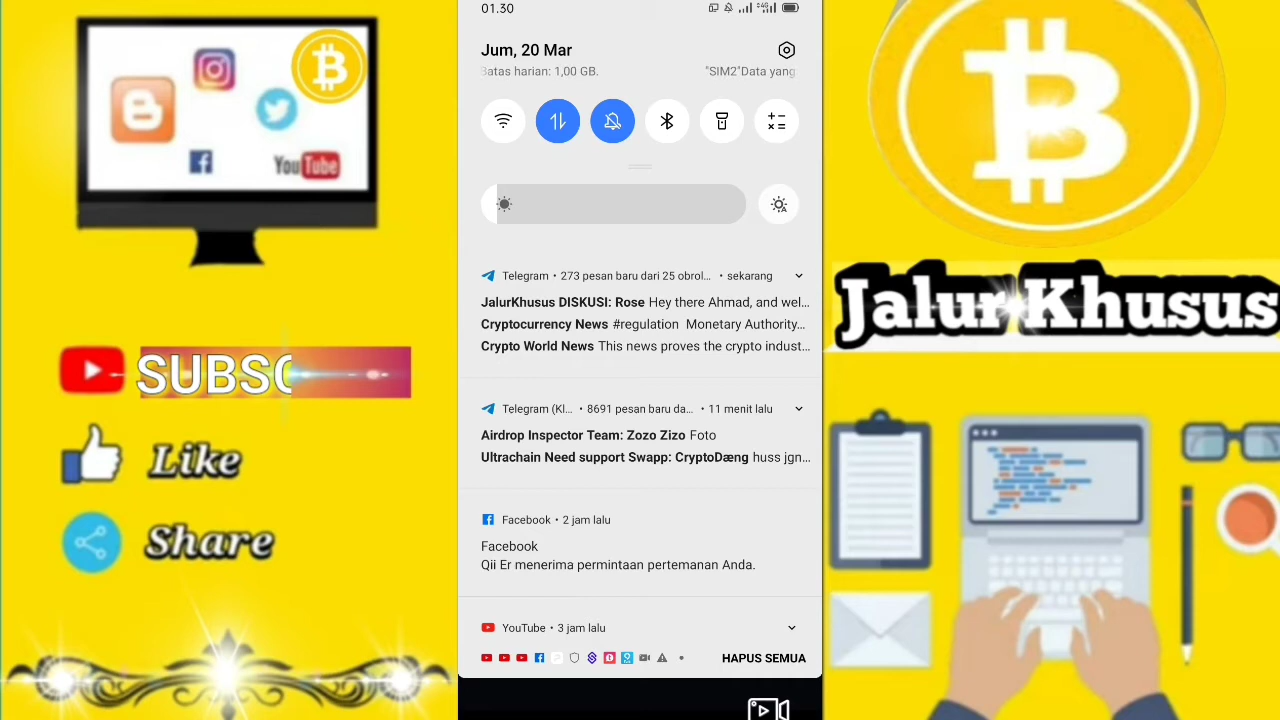 You Tube
SUBSC
Like
Share
01.30
4G
Jum, 20 Mar
Batas harian: 1,00 GB.
"SIM2"Data yang
Telegram • 273 pesan baru dari 25 obrol... • sekarang
JalurKhusus DISKUSI: Rose Hey there Ahmad, and wel...
Cryptocurrency News #regulation Monetary Authority...
Crypto World News This news proves the crypto indust...
Telegram (Kl... • 8691 pesan baru da... • 11 menit lalu
Airdrop Inspector Team: Zozo Zizo Foto
Ultrachain Need support Swapp: CryptoDæng huss jgn...
Facebook • 2 jam lalu
Facebook
Qii Er menerima permintaan pertemanan Anda.
YouTube • 3 jam lalu
HAPUS SEMUA
Jalur Khusus